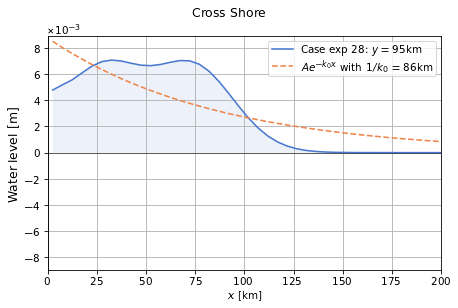 Cross Shore
×10⁻³
Case exp 28: y = 95km
Ae^{-k₀x} with 1/k₀ = 86km
Water level [m]
8
6
4
2
0
−2
−4
−6
−8
0 25 50 75 100 125 150 175 200
x [km]